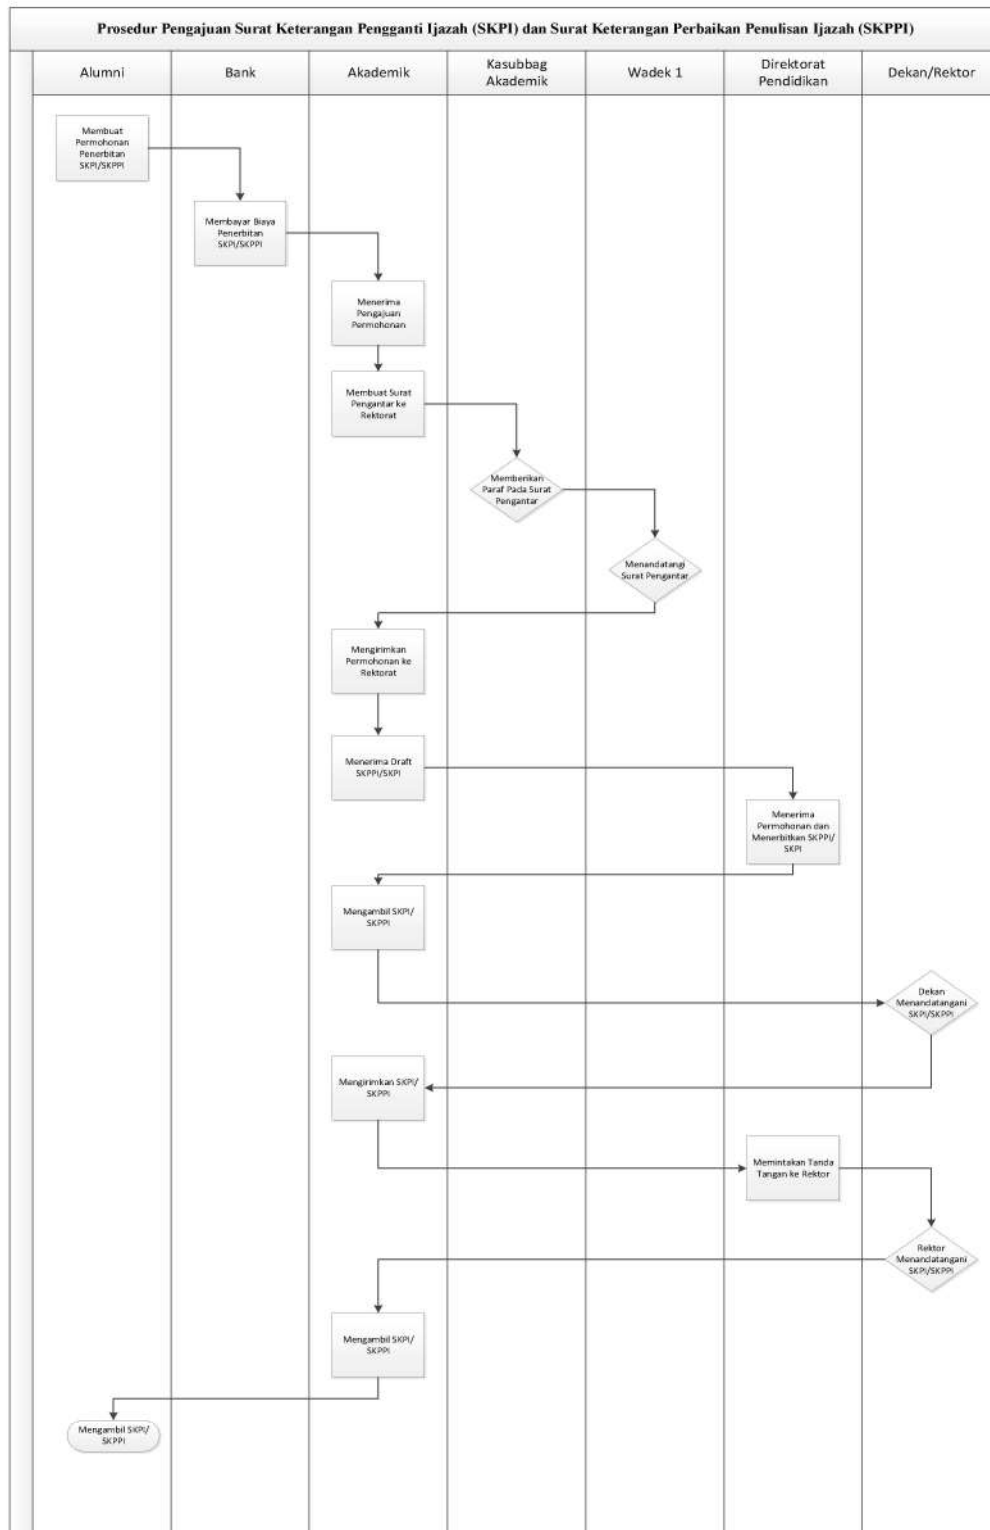 Prosedur Pengajuan Surat Keterangan Pengganti Ijazah (SKPI) dan Surat Keterangan Perbaikan Penulisan Ijazah (SKPPI)
Alumni
Bank
Akademik
Kasubbag
Akademik
Wadek 1
Direktorat
Pendidikan
Dekan/Rektor
Membuat
Permohonan
Penerbitan
SKPI/SKPPI
Membayar Biaya
Penerbitan
SKPI/SKPPI
Menerima
Pengajuan
Permohonan
Membuat Surat
Pengantar ke
Rektorat
Memberikan
Paraf Pada Surat
Pengantar
Menandatangi
Surat Pengantar
Mengirimkan
Permohonan ke
Rektorat
Menerima Draft
SKPPI/SKPI
Menerima
Permohonan dan
Menerbitkan SKPPI/
SKPI
Mengambil SKPI/
SKPPI
Dekan
Menandatangani
SKPI/SKPPI
Mengirimkan SKPI/
SKPPI
Memintakan Tanda
Tangan ke Rektor
Rektor
Menandatangani
SKPI/SKPPI
Mengambil SKPI/
SKPPI
Mengambil SKPI/
SKPPI